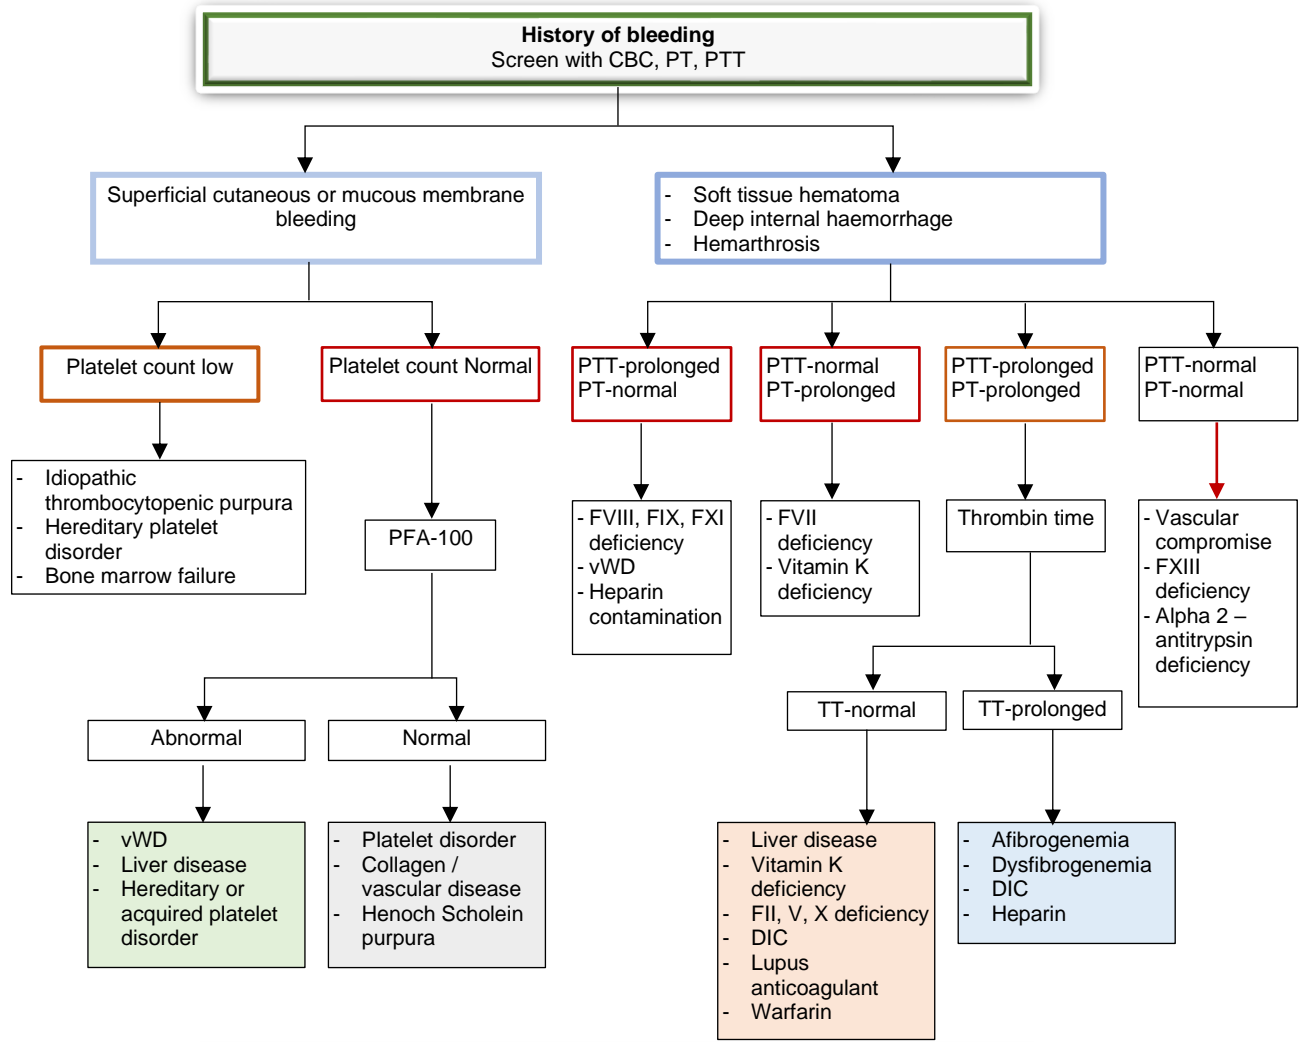 History of bleeding
Screen with CBC, PT, PTT
Superficial cutaneous or mucous membrane
bleeding
- Soft tissue hematoma
- Deep internal haemorrhage
- Hemarthrosis
Platelet count low
Platelet count Normal
PTT-prolonged
PT-normal
PTT-normal
PT-prolonged
PTT-prolonged
PT-prolonged
PTT-normal
PT-normal
- Idiopathic
thrombocytopenic purpura
- Hereditary platelet
disorder
- Bone marrow failure
PFA-100
- FVIII, FIX, FXI
deficiency
- vWD
- Heparin
contamination
- FVII
deficiency
- Vitamin K
deficiency
Thrombin time
- Vascular
compromise
- FXIII
deficiency
- Alpha 2 –
antitrypsin
deficiency
Abnormal
Normal
TT-normal
TT-prolonged
- vWD
- Liver disease
- Hereditary or
acquired platelet
disorder
- Platelet disorder
- Collagen /
vascular disease
- Henoch Scholein
purpura
- Liver disease
- Vitamin K
deficiency
- FII, V, X deficiency
- DIC
- Lupus
anticoagulant
- Warfarin
- Afibrogenemia
- Dysfibrogenemia
- DIC
- Heparin